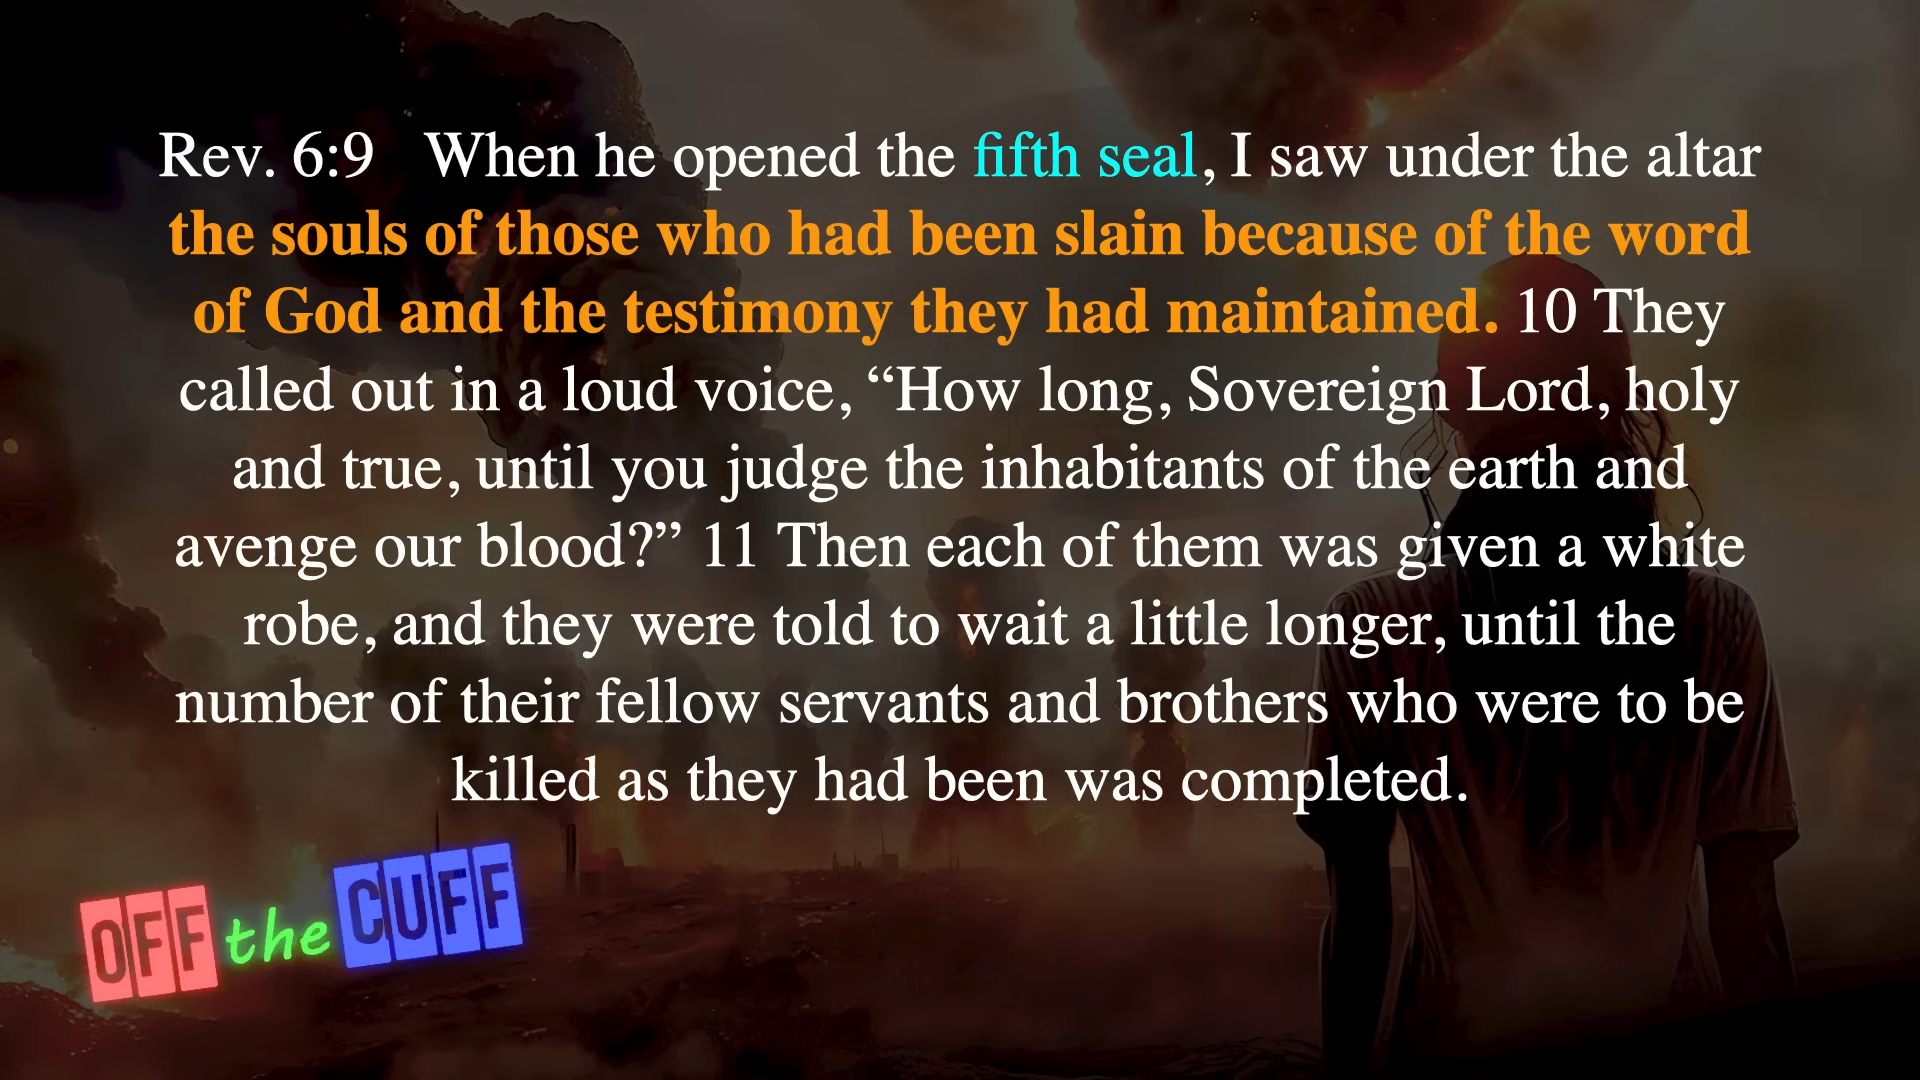 Rev. 6:9 When he opened the fifth seal, I saw under the altar
the souls of those who had been slain because of the word
of God and the testimony they had maintained. 10 They
called out in a loud voice, “How long, Sovereign Lord, holy
and true, until you judge the inhabitants of the earth and
avenge our blood?” 11 Then each of them was given a white
robe, and they were told to wait a little longer, until the
number of their fellow servants and brothers who were to be
killed as they had been was completed.
OFF the CUFF